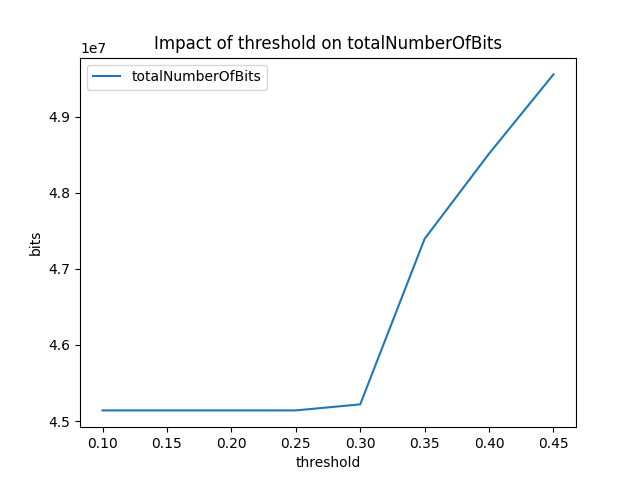 Impact of threshold on totalNumberOfBits
1e7
totalNumberOfBits
4.9
4.8
4.7
4.6
4.5
bits
0.10 0.15 0.20 0.25 0.30 0.35 0.40 0.45
threshold